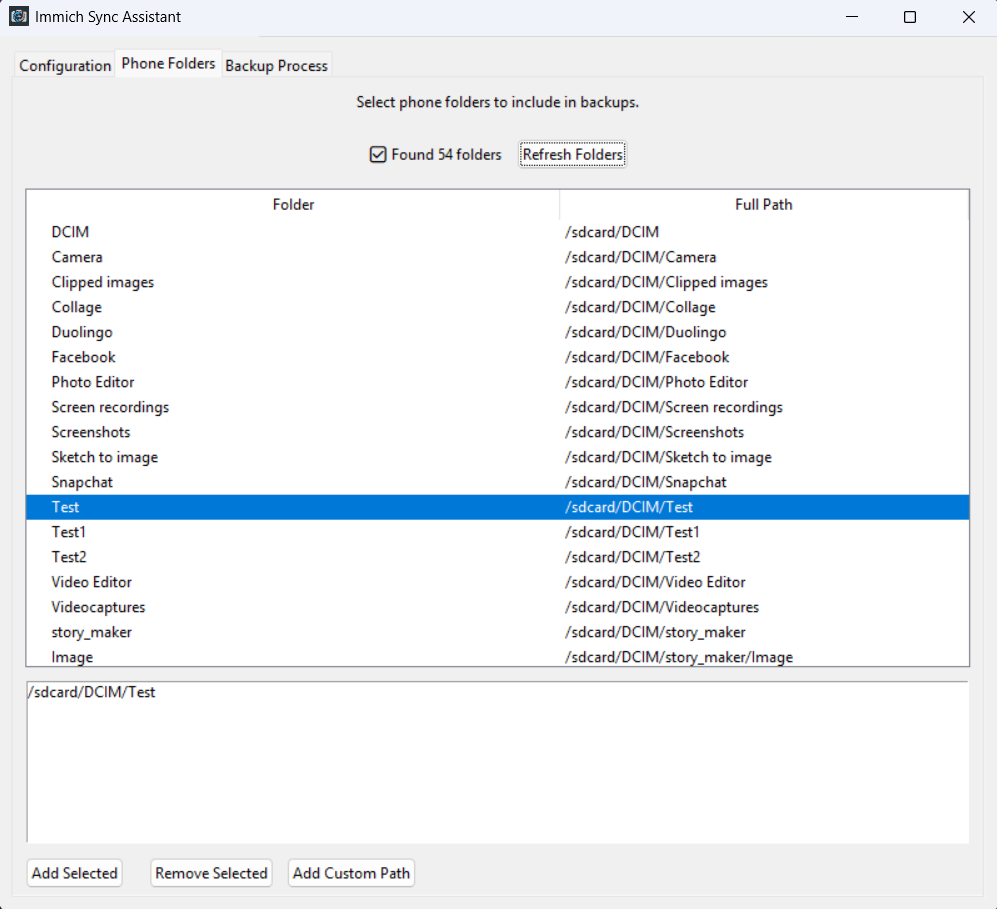 Immich Sync Assistant
Configuration Phone Folders Backup Process
Select phone folders to include in backups.
Found 54 folders Refresh Folders
Folder Full Path
DCIM /sdcard/DCIM
Camera /sdcard/DCIM/Camera
Clipped images /sdcard/DCIM/Clipped images
Collage /sdcard/DCIM/Collage
Duolingo /sdcard/DCIM/Duolingo
Facebook /sdcard/DCIM/Facebook
Photo Editor /sdcard/DCIM/Photo Editor
Screen recordings /sdcard/DCIM/Screen recordings
Screenshots /sdcard/DCIM/Screenshots
Sketch to image /sdcard/DCIM/Sketch to image
Snapchat /sdcard/DCIM/Snapchat
Test /sdcard/DCIM/Test
Test1 /sdcard/DCIM/Test1
Test2 /sdcard/DCIM/Test2
Video Editor /sdcard/DCIM/Video Editor
Videocaptures /sdcard/DCIM/Videocaptures
story_maker /sdcard/DCIM/story_maker
Image /sdcard/DCIM/story_maker/Image
/sdcard/DCIM/Test
Add Selected Remove Selected Add Custom Path